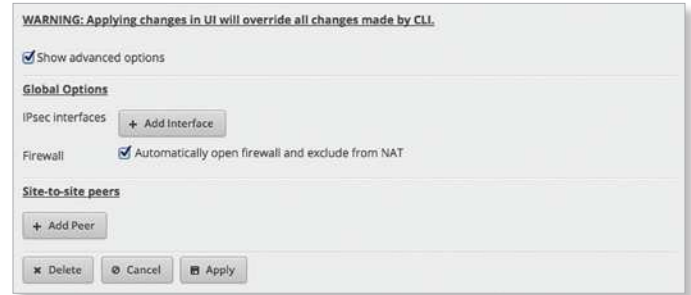 WARNING: Applying changes in UI will override all changes made by CLI.
Show advanced options
Global Options
IPsec interfaces
+ Add Interface
Firewall
Automatically open firewall and exclude from NAT
Site-to-site peers
+ Add Peer
Delete
Cancel
Apply